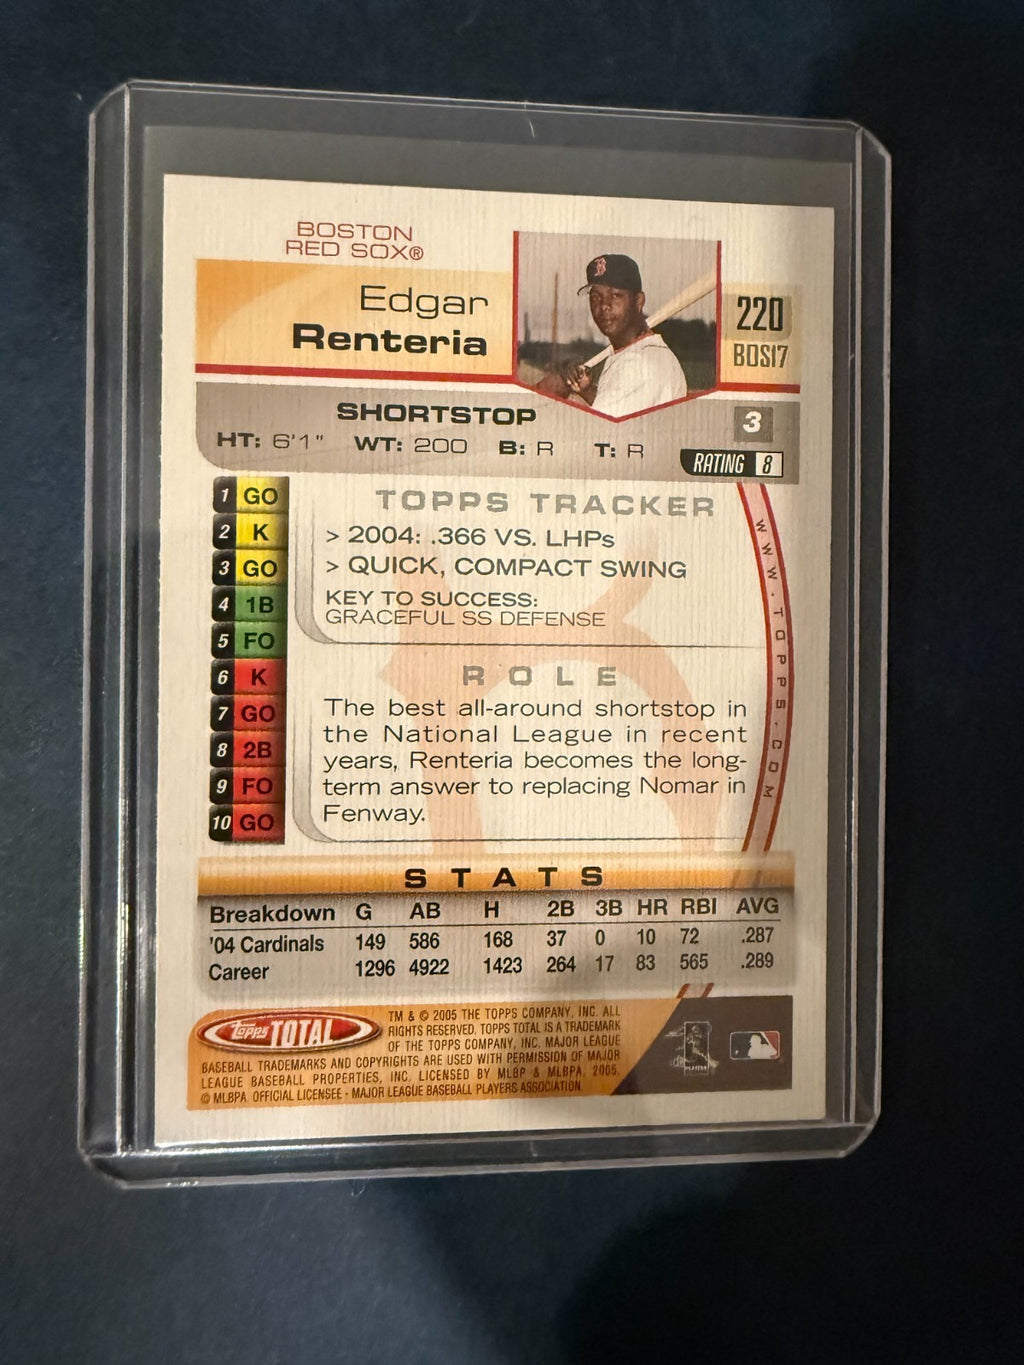 BOSTON
RED SOX®
Edgar
Renteria
220
BOS17
SHORTSTOP
HT: 6'1" WT: 200 B: R T: R
3
RATING 8
1 GO
2 K
3 GO
4 1B
5 FO
6 K
7 GO
8 2B
9 FO
10 GO
TOPPS TRACKER
> 2004: .366 VS. LHPs
> QUICK, COMPACT SWING
KEY TO SUCCESS:
GRACEFUL SS DEFENSE
ROLE
The best all-around shortstop in
the National League in recent
years, Renteria becomes the long-
term answer to replacing Nomar in
Fenway.
WWW.TOPPS.COM
STATS
Breakdown G AB H 2B 3B HR RBI AVG
'04 Cardinals 149 586 168 37 0 10 72 .287
Career 1296 4922 1423 264 17 83 565 .289
topps TOTAL
TM & © 2005 THE TOPPS COMPANY, INC. ALL
RIGHTS RESERVED. TOPPS TOTAL IS A TRADEMARK
OF THE TOPPS COMPANY, INC. MAJOR LEAGUE
BASEBALL TRADEMARKS AND COPYRIGHTS ARE USED WITH PERMISSION OF MAJOR
LEAGUE BASEBALL PROPERTIES, INC. LICENSED BY MLBP & MLBPA, 2005.
© MLBPA OFFICIAL LICENSEE - MAJOR LEAGUE BASEBALL PLAYERS ASSOCIATION.
PLAYERS